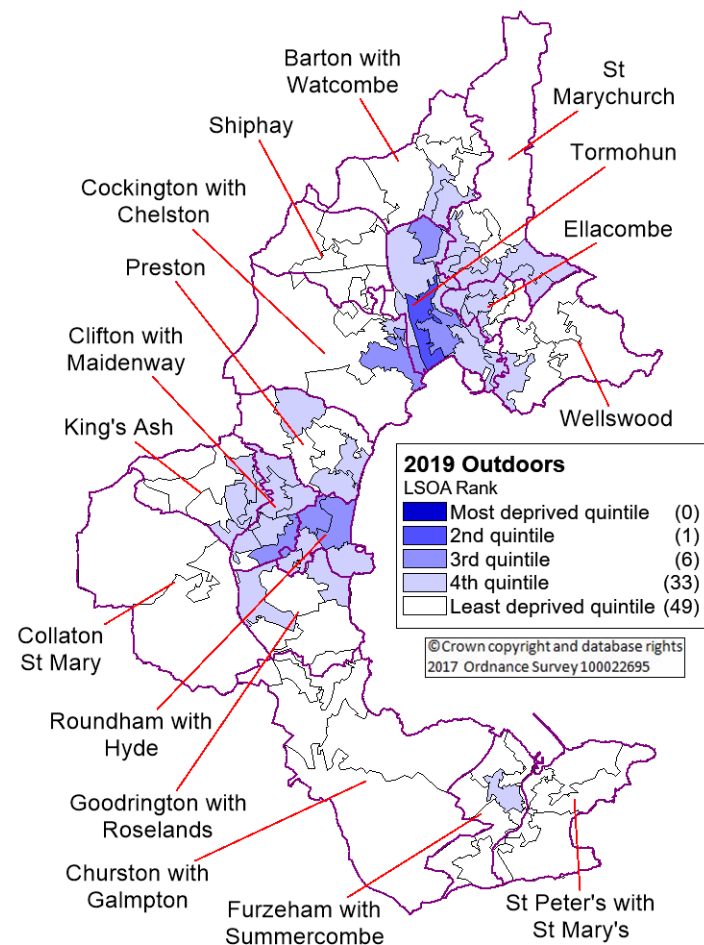 Barton with
Watcombe
St
Marychurch
Shiphay
Tormohun
Cockington with
Chelston
Ellacombe
Preston
Clifton with
Maidenway
King's Ash
Wellswood
2019 Outdoors
LSOA Rank
Most deprived quintile (0)
2nd quintile (1)
3rd quintile (6)
4th quintile (33)
Least deprived quintile (49)
©Crown copyright and database rights
2017 Ordnance Survey 100022695
Collaton
St Mary
Roundham with
Hyde
Goodrington with
Roselands
Churston with
Galmpton
Furzeham with
Summercombe
St Peter's with
St Mary's